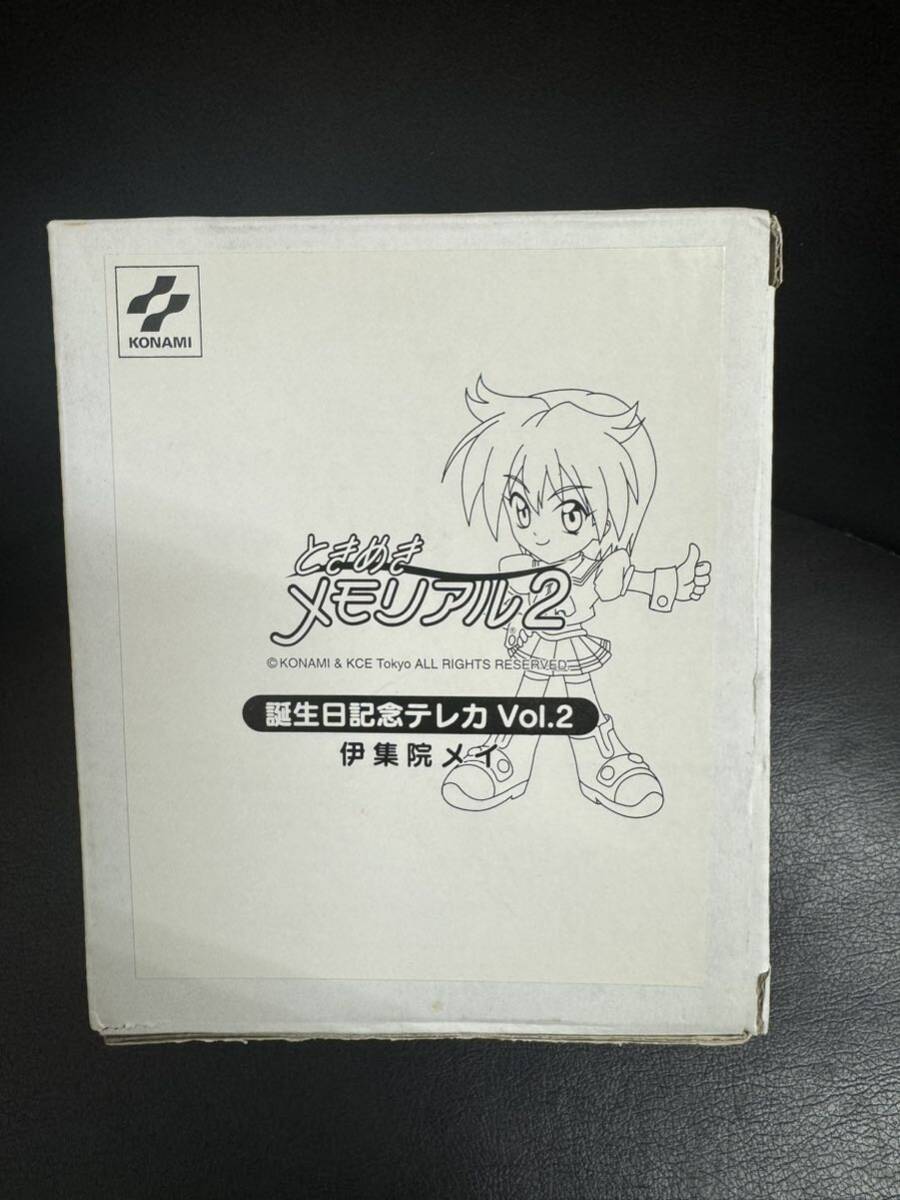 KONAMI
ときめき
メモリアル2
®
©KONAMI & KCE Tokyo ALL RIGHTS RESERVED.
誕生日記念テレカ Vol.2
伊集院メイ